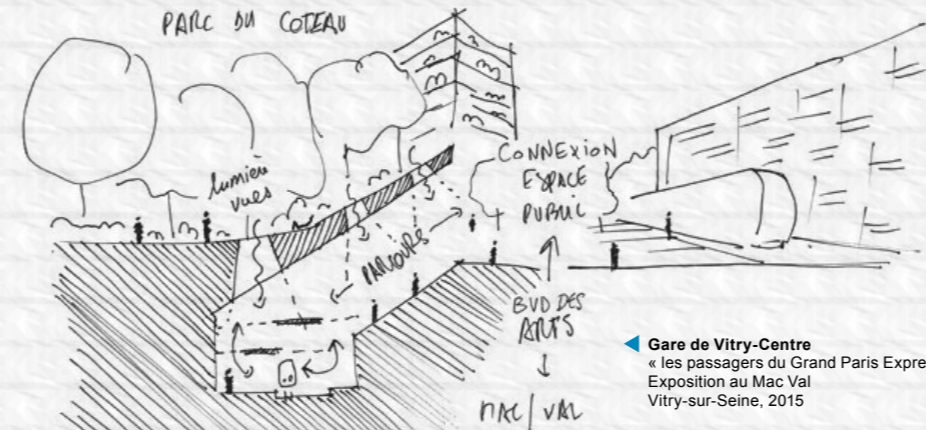 PARC DU COTEAU
lumière
vues
CONNEXION
ESPACE
PUBLIC
PARCOURS
BVD DES
ARTS
MAC/VAL
Gare de Vitry-Centre
« les passagers du Grand Paris Expre
Exposition au Mac Val
Vitry-sur-Seine, 2015